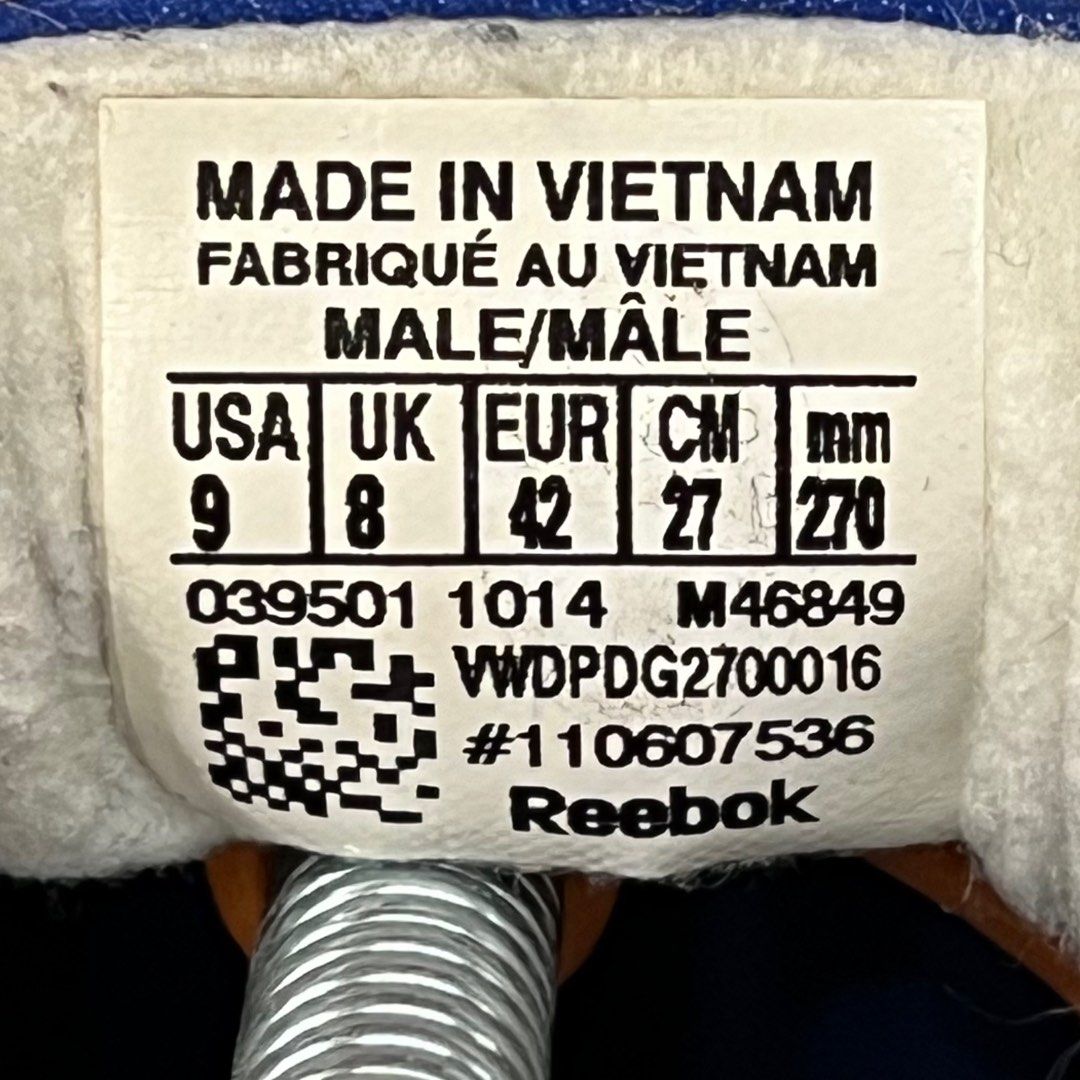 MADE IN VIETNAM
FABRIQUÉ AU VIETNAM
MALE/MÂLE
USA UK EUR CM mm
9 8 42 27 270
039501 1014 M46849
VWDPDG2700016
#110607536
Reebok